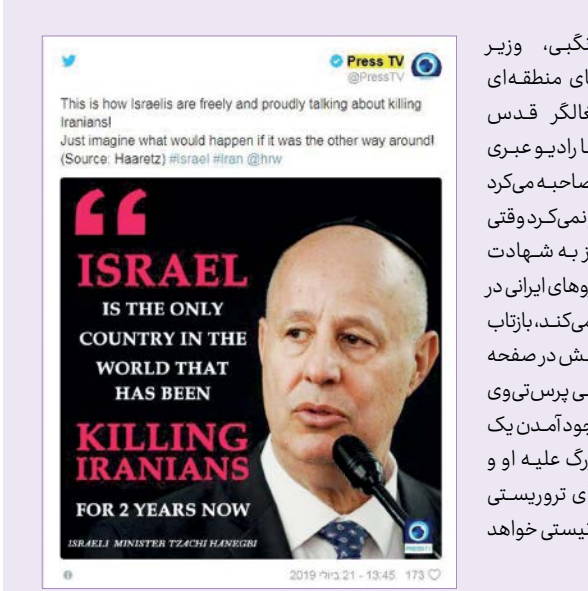 Press TV
@PressTV
This is how Israelis are freely and proudly talking about killing
Iranians!
Just imagine what would happen if it was the other way around!
(Source: Haaretz) #israel #Iran @hrw
ISRAEL
IS THE ONLY
COUNTRY IN THE
WORLD THAT
HAS BEEN
KILLING
IRANIANS
FOR 2 YEARS NOW
ISRAELI MINISTER TZACHI HANEGBI
PRESSTV
173 13:45 - 21 ביולי 2019
نگبی، وزیر
ای منطقه‌ای
غالگر قدس
ا رادیو عبری
صاحبه می‌کرد
نمی‌کرد وقتی
ز به شهادت
وهای ایرانی در
می‌کند، بازتاب
ش در صفحه
ی پرس‌تی‌وی
جود آمدن یک
رگ علیه او و
ی تروریستی
نیستی خواهد